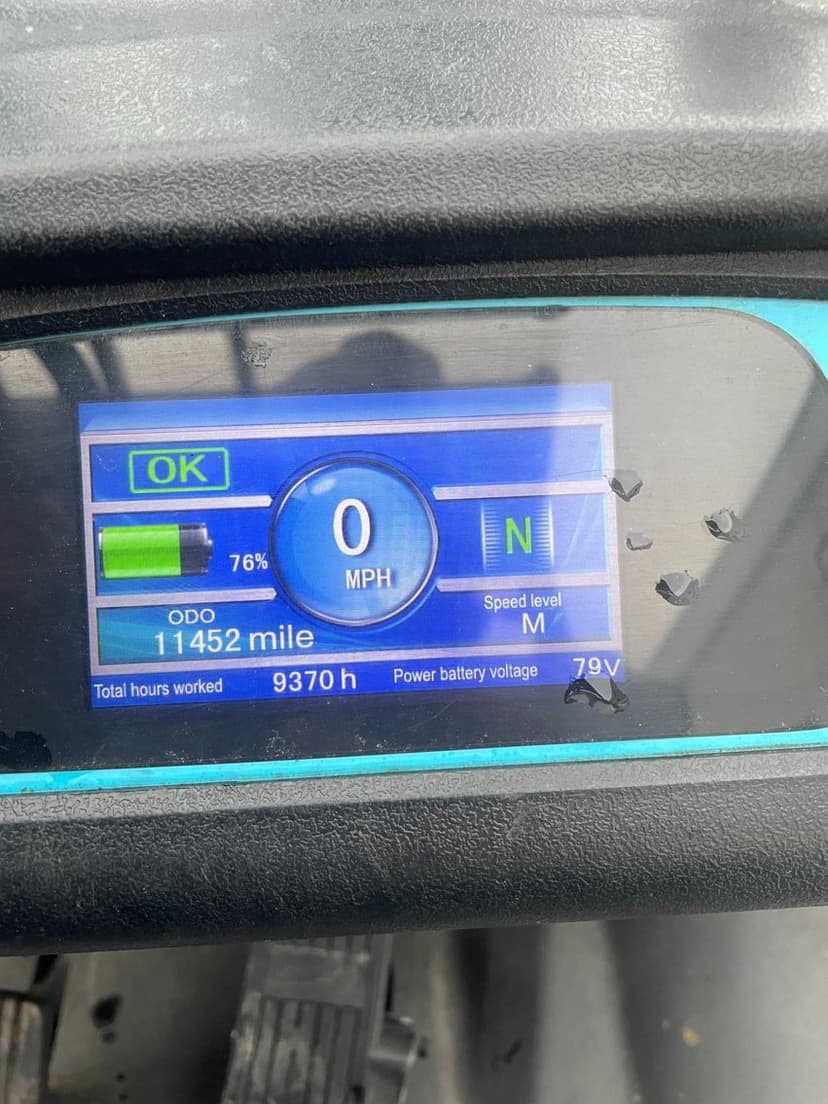 OK
0
MPH
76%
N
ODO
11452 mile
Speed level
M
Total hours worked 9370 h Power battery voltage 79V